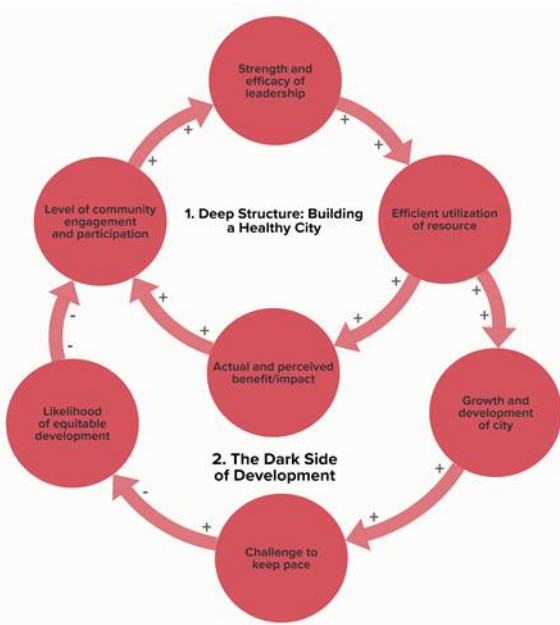 Strength and
efficacy of
leadership
+
+
+
+
Level of community
engagement
and participation
1. Deep Structure: Building
a Healthy City
Efficient utilization
of resource
+
+
+
+
+
+
-
-
Actual and perceived
benefit/impact
Likelihood
of equitable
development
Growth and
development
of city
2. The Dark Side
of Development
+
+
-
+
Challenge to
keep pace